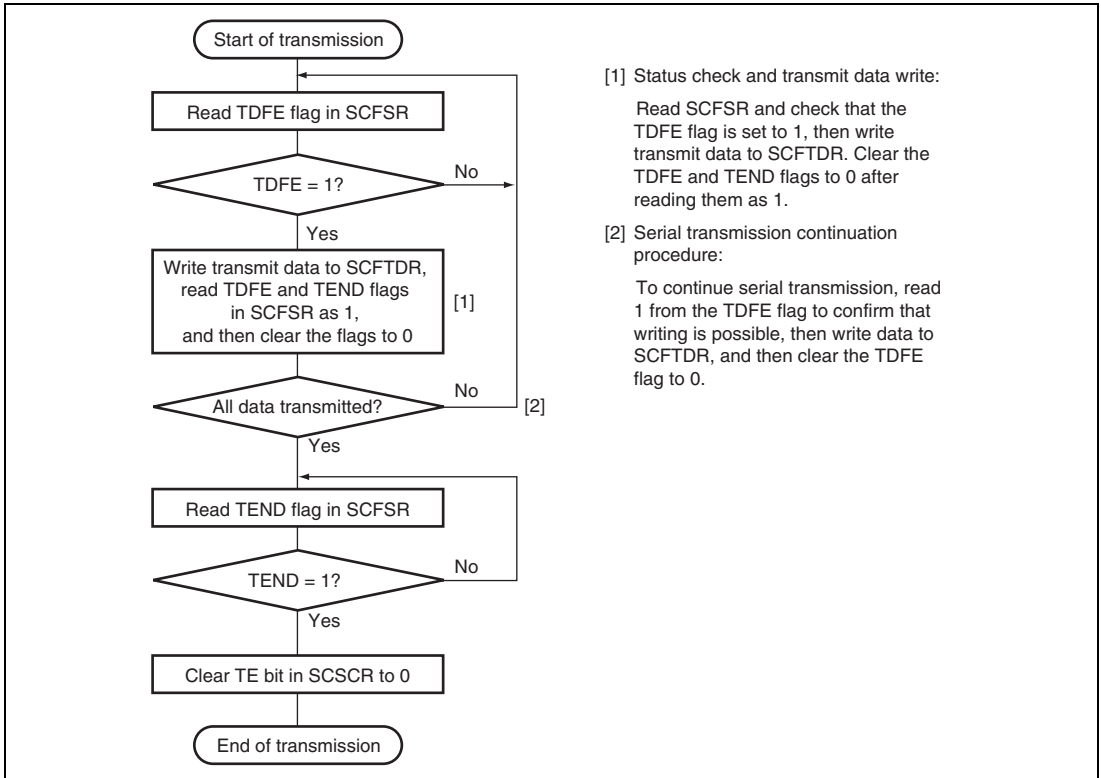 Start of transmission
Read TDFE flag in SCFSR
TDFE = 1?
No
Yes
Write transmit data to SCFTDR,
read TDFE and TEND flags
in SCFSR as 1,
and then clear the flags to 0
[1]
All data transmitted?
No
[2]
Yes
Read TEND flag in SCFSR
TEND = 1?
No
Yes
Clear TE bit in SCSCR to 0
End of transmission
[1] Status check and transmit data write:
Read SCFSR and check that the
TDFE flag is set to 1, then write
transmit data to SCFTDR. Clear the
TDFE and TEND flags to 0 after
reading them as 1.
[2] Serial transmission continuation
procedure:
To continue serial transmission, read
1 from the TDFE flag to confirm that
writing is possible, then write data to
SCFTDR, and then clear the TDFE
flag to 0.